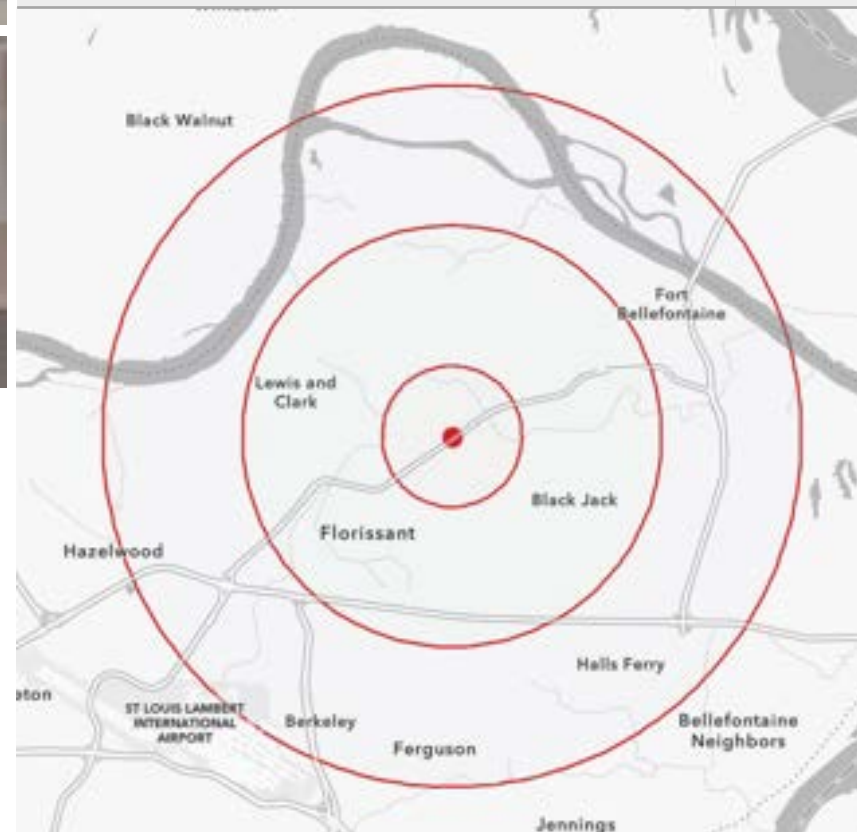 Black Walnut
Fort
Bellefontaine
Lewis and
Clark
Black Jack
Florissant
Hazelwood
Halls Ferry
eton
ST LOUIS LAMBERT
INTERNATIONAL
AIRPORT
Berkeley
Bellefontaine
Neighbors
Ferguson
Jennings